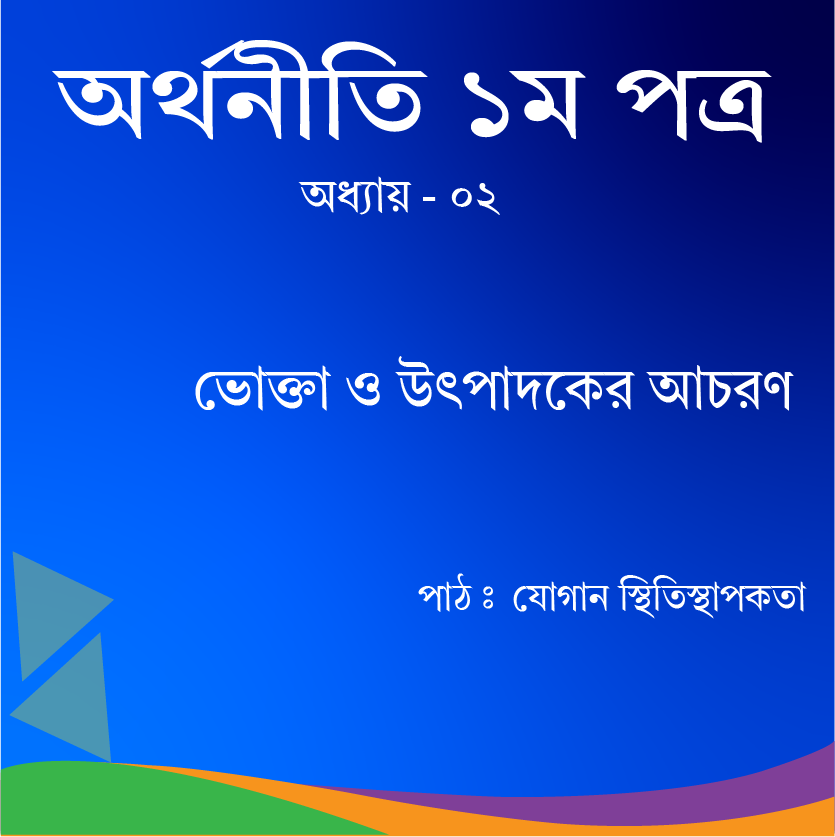 অর্থনীতি ১ম পত্র
অধ্যায় - ০২
ভোক্তা ও উৎপাদকের আচরণ
পাঠ ঃ যোগান স্থিতিস্থাপকতা